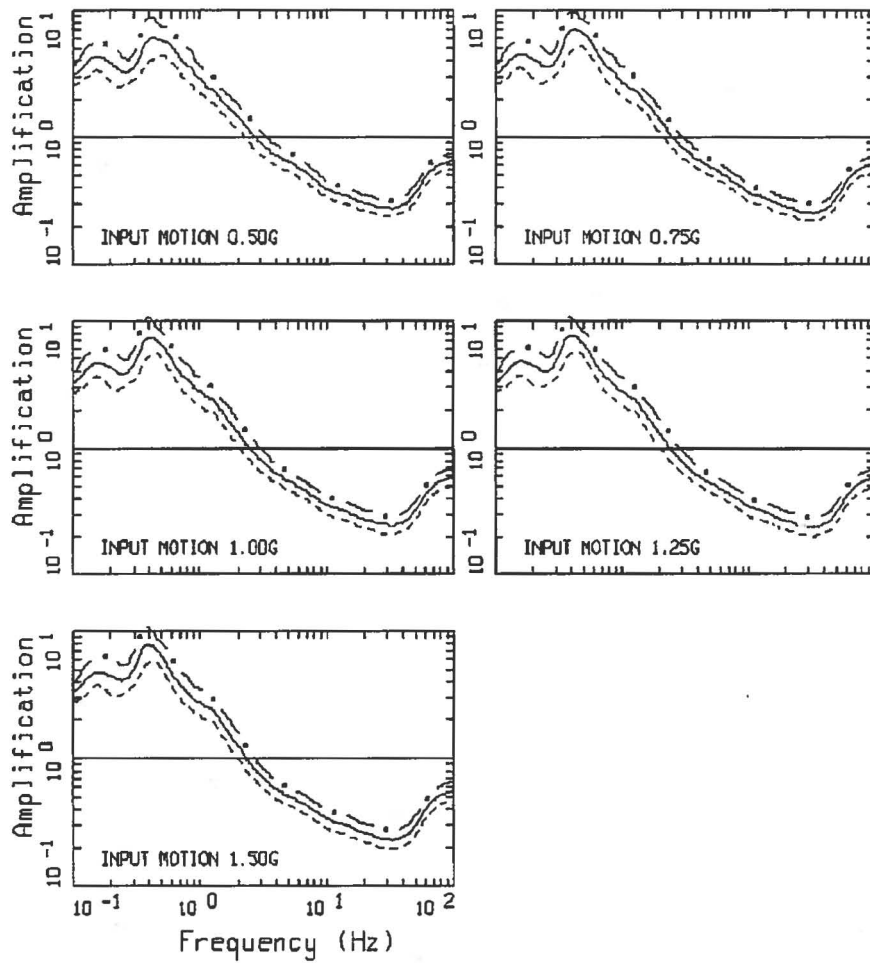 Amplification
10^1
10^0
10^-1
INPUT MOTION 0.50G
10^1
10^0
10^-1
INPUT MOTION 0.75G
Amplification
10^1
10^0
10^-1
INPUT MOTION 1.00G
10^1
10^0
10^-1
INPUT MOTION 1.25G
Amplification
10^1
10^0
10^-1
INPUT MOTION 1.50G
10^-1 10^0 10^1 10^2
Frequency (Hz)